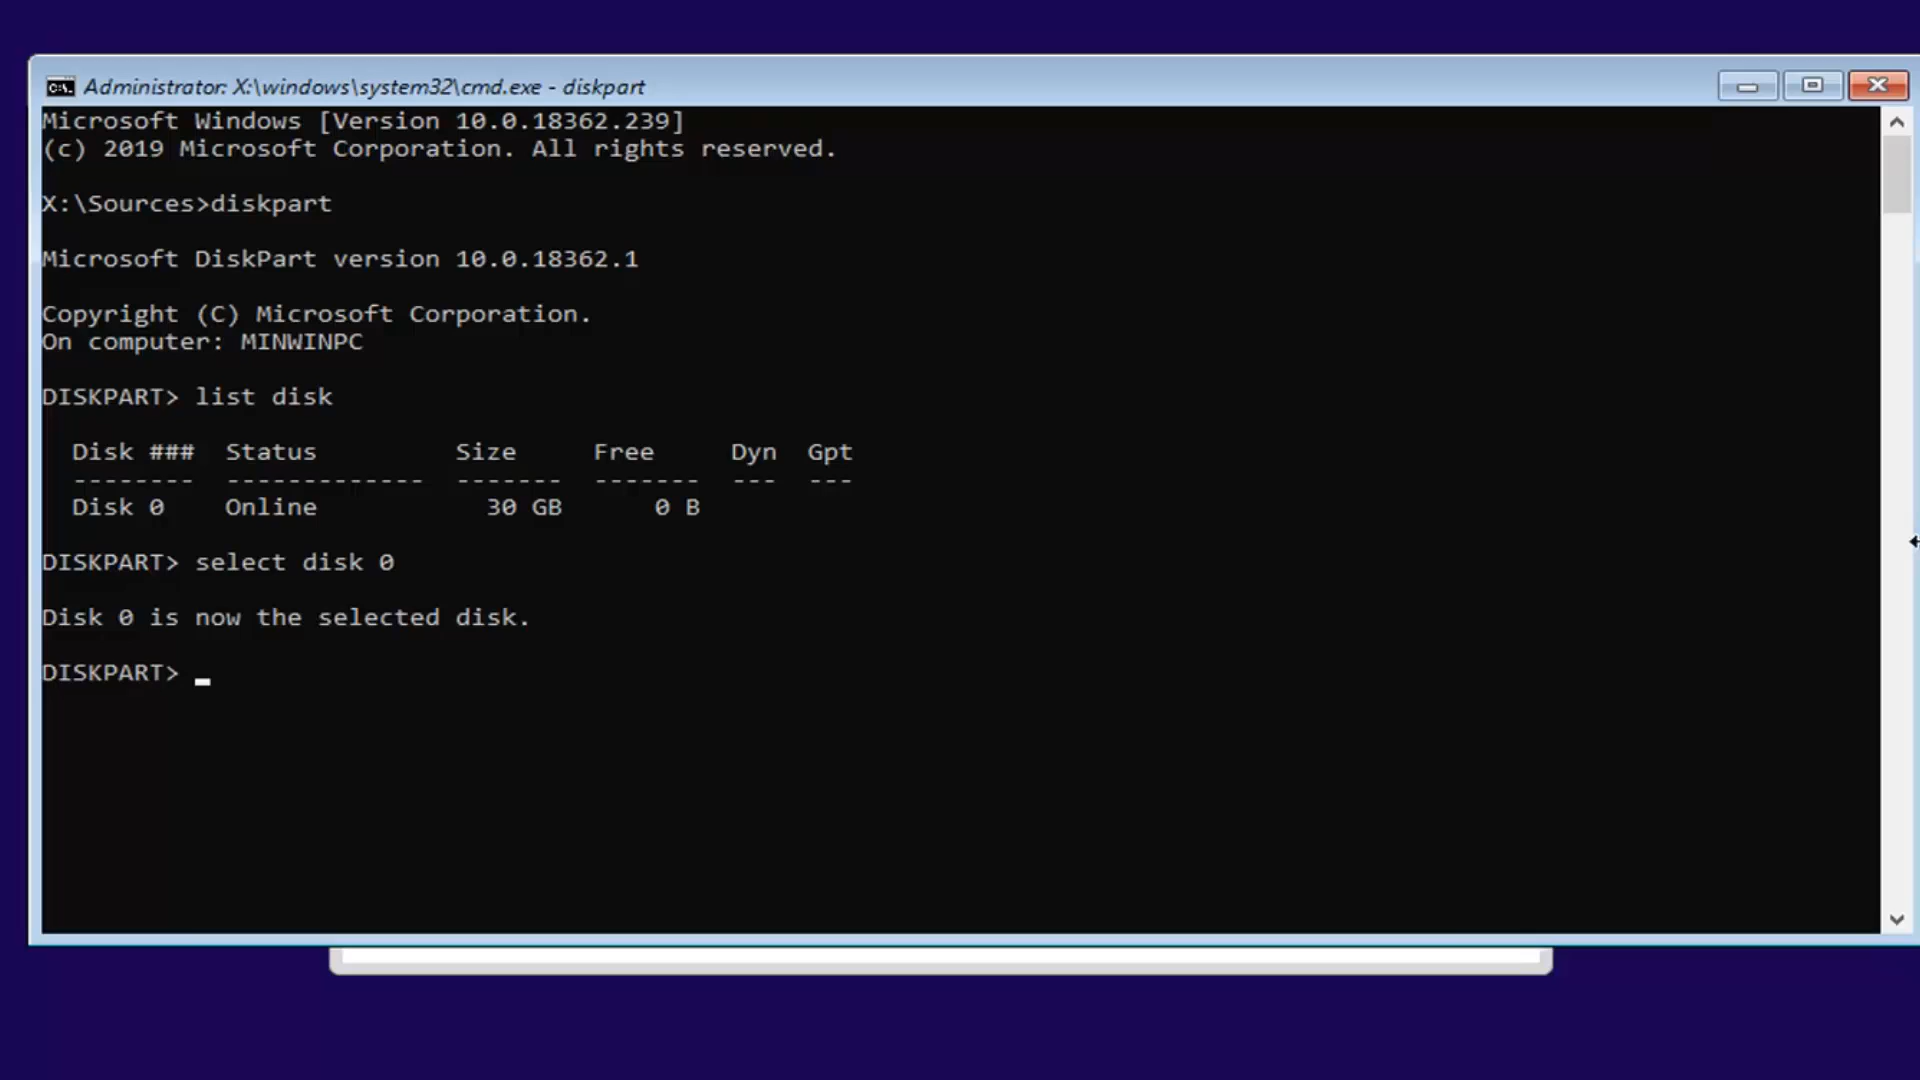 Administrator: X:\windows\system32\cmd.exe - diskpart
Microsoft Windows [Version 10.0.18362.239]
(c) 2019 Microsoft Corporation. All rights reserved.
X:\Sources>diskpart
Microsoft DiskPart version 10.0.18362.1
Copyright (C) Microsoft Corporation.
On computer: MINWINPC
DISKPART> list disk
  Disk ###  Status         Size     Free     Dyn  Gpt
  --------  -------------  -------  -------  ---  ---
  Disk 0    Online           30 GB      0 B
DISKPART> select disk 0
Disk 0 is now the selected disk.
DISKPART> _